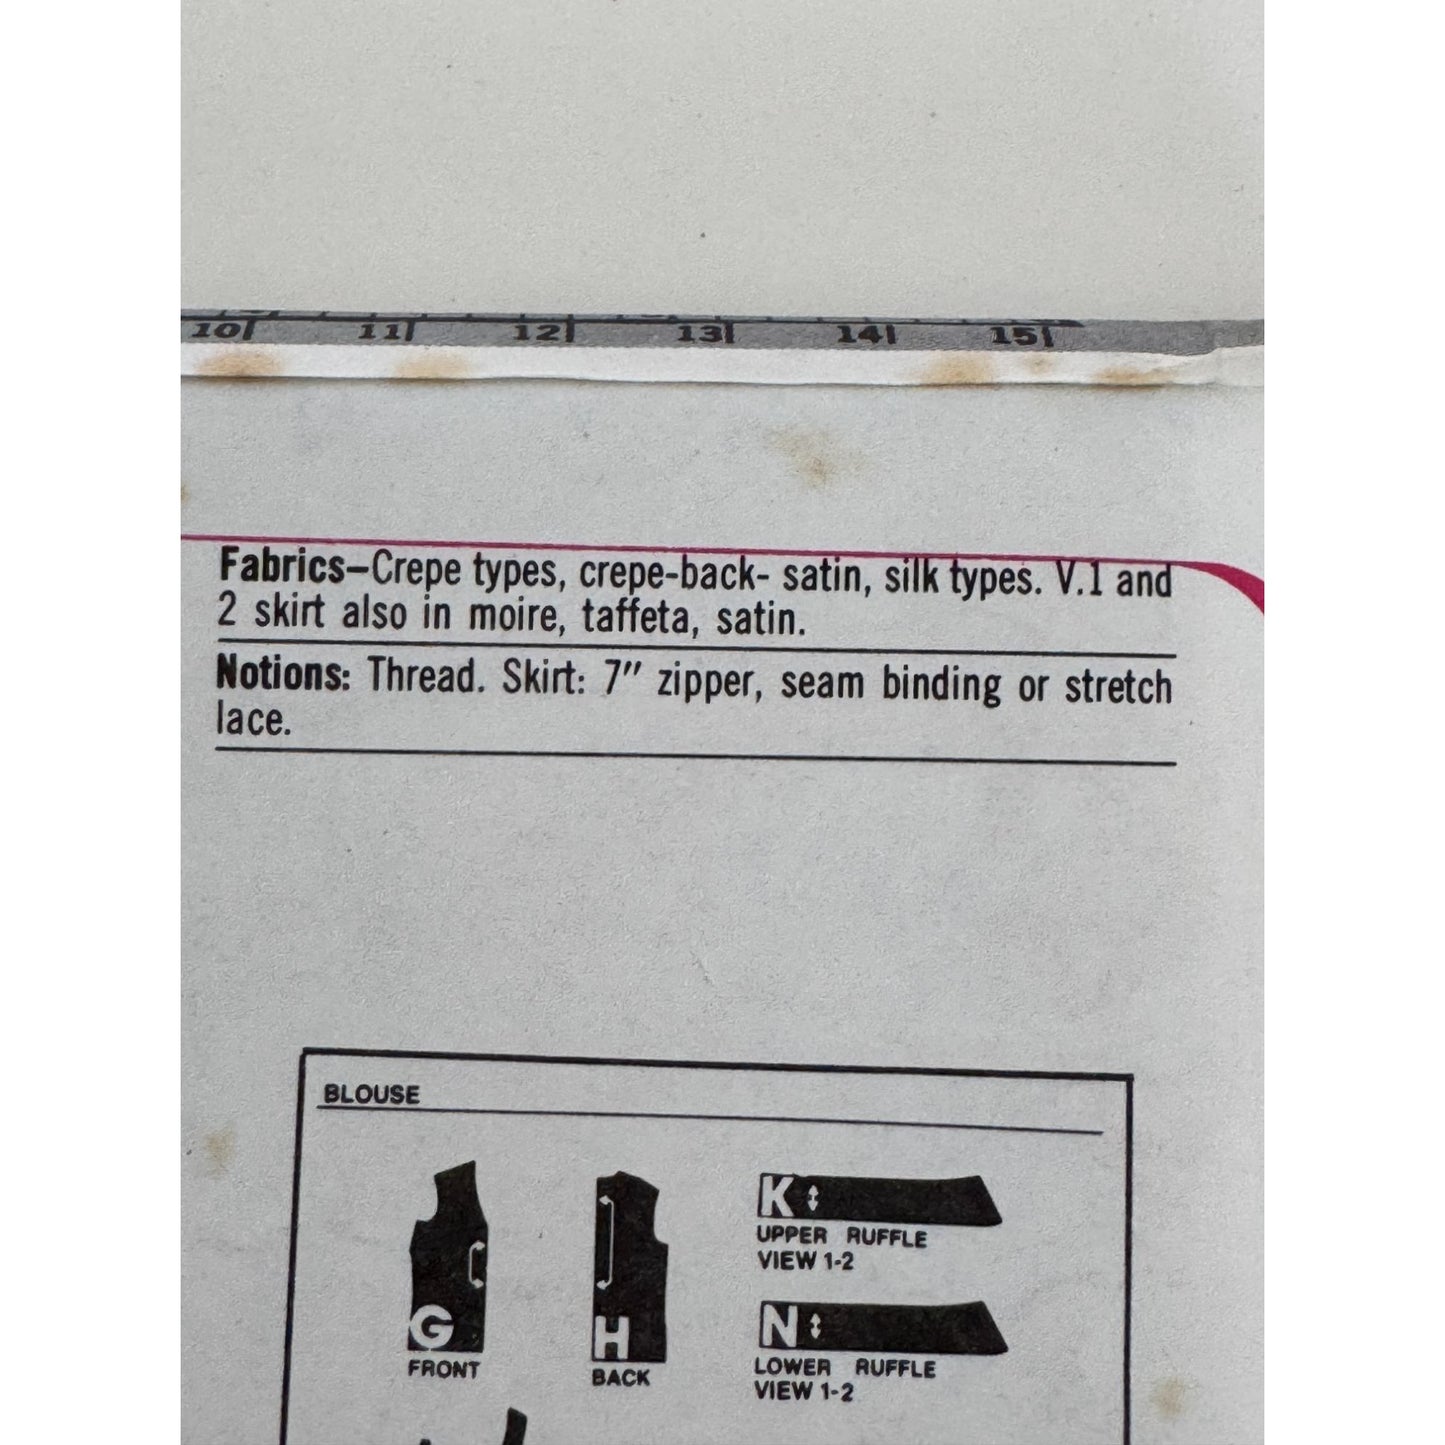 10 11 12 13 14 15
Fabrics–Crepe types, crepe-back- satin, silk types. V.1 and
2 skirt also in moire, taffeta, satin.
Notions: Thread. Skirt: 7" zipper, seam binding or stretch
lace.
BLOUSE
G
FRONT
H
BACK
K
UPPER RUFFLE
VIEW 1-2
N
LOWER RUFFLE
VIEW 1-2